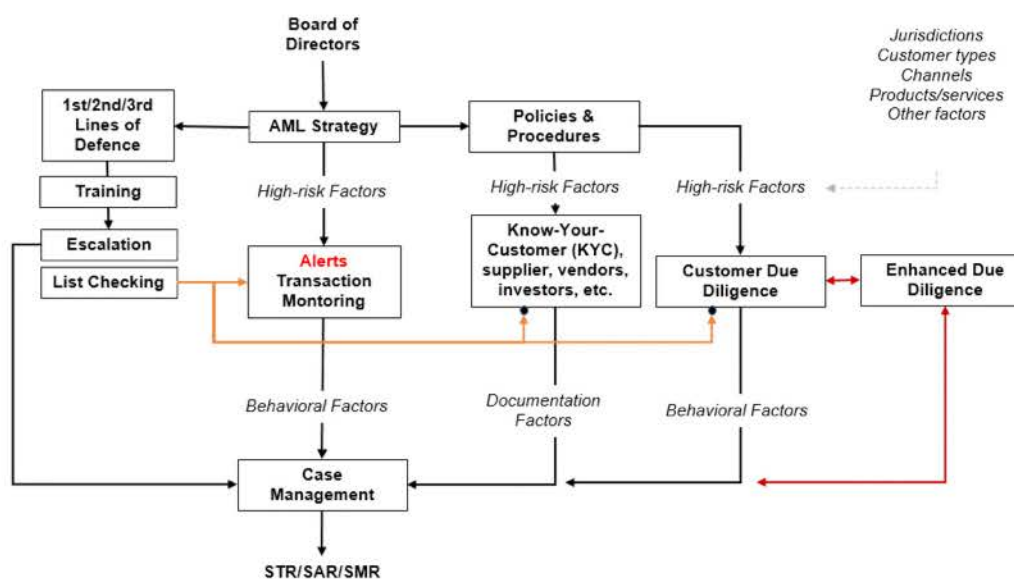 Board of
Directors
Jurisdictions
Customer types
Channels
Products/services
Other factors
1st/2nd/3rd
Lines of
Defence
AML Strategy
Policies &
Procedures
Training
High-risk Factors
High-risk Factors
High-risk Factors
Escalation
List Checking
Alerts
Transaction
Montoring
Know-Your-
Customer (KYC),
supplier, vendors,
investors, etc.
Customer Due
Diligence
Enhanced Due
Diligence
Behavioral Factors
Documentation
Factors
Behavioral Factors
Case
Management
STR/SAR/SMR